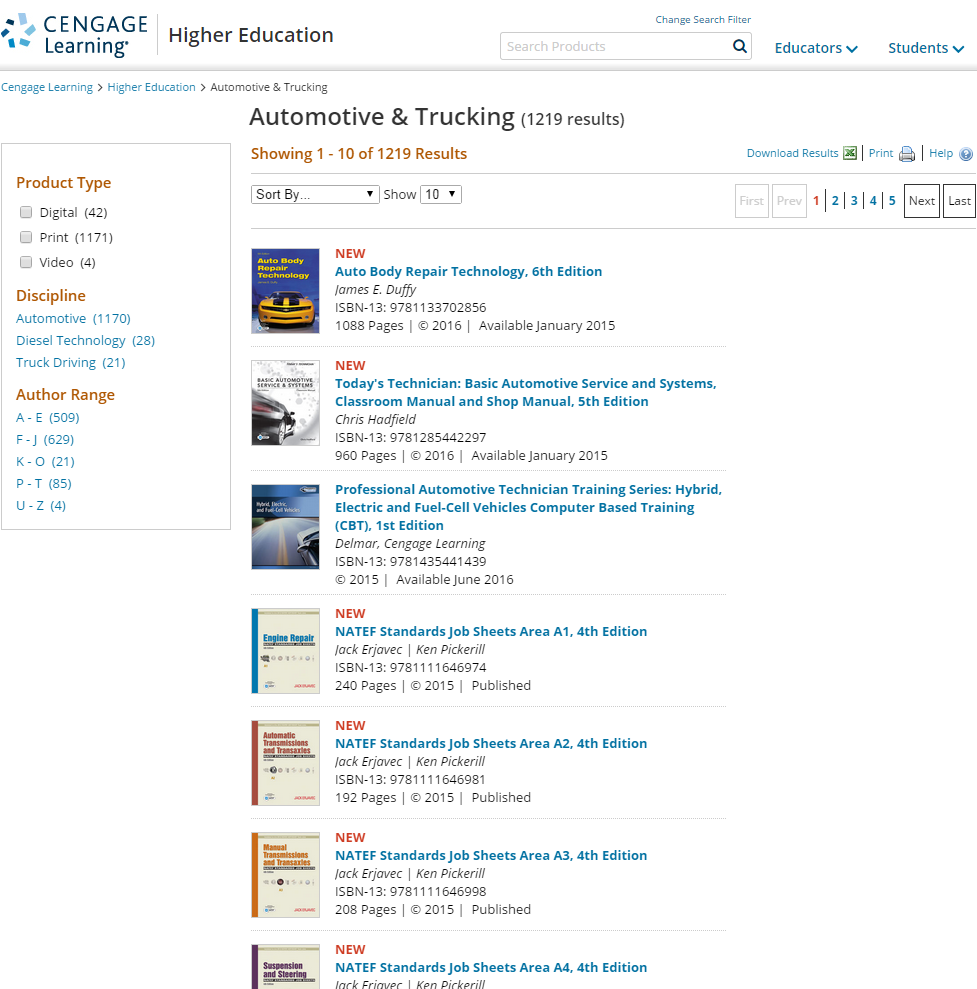 CENGAGE
Learning
Higher Education
Change Search Filter
Search Products
Educators
Students
Cengage Learning > Higher Education > Automotive & Trucking
Automotive & Trucking (1219 results)
Showing 1 - 10 of 1219 Results
Download Results | Print | Help
Sort By... Show 10
First Prev 1 | 2 | 3 | 4 | 5 Next Last
Product Type
Digital (42)
Print (1171)
Video (4)
Discipline
Automotive (1170)
Diesel Technology (28)
Truck Driving (21)
Author Range
A - E (509)
F - J (629)
K - O (21)
P - T (85)
U - Z (4)
Auto Body
Repair
Technology
NEW
Auto Body Repair Technology, 6th Edition
James E. Duffy
ISBN-13: 9781133702856
1088 Pages | © 2016 | Available January 2015
BASIC AUTOMOTIVE
SERVICE & SYSTEMS
NEW
Today's Technician: Basic Automotive Service and Systems,
Classroom Manual and Shop Manual, 5th Edition
Chris Hadfield
ISBN-13: 9781285442297
960 Pages | © 2016 | Available January 2015
Hybrid, Electric,
and Fuel-Cell Vehicles
Professional Automotive Technician Training Series: Hybrid,
Electric and Fuel-Cell Vehicles Computer Based Training
(CBT), 1st Edition
Delmar, Cengage Learning
ISBN-13: 9781435441439
© 2015 | Available June 2016
Engine Repair
NEW
NATEF Standards Job Sheets Area A1, 4th Edition
Jack Erjavec | Ken Pickerill
ISBN-13: 9781111646974
240 Pages | © 2015 | Published
Automatic
Transmissions
and Transaxles
NEW
NATEF Standards Job Sheets Area A2, 4th Edition
Jack Erjavec | Ken Pickerill
ISBN-13: 9781111646981
192 Pages | © 2015 | Published
Manual
Transmissions
and Transaxles
NEW
NATEF Standards Job Sheets Area A3, 4th Edition
Jack Erjavec | Ken Pickerill
ISBN-13: 9781111646998
208 Pages | © 2015 | Published
Suspension
and Steering
NEW
NATEF Standards Job Sheets Area A4, 4th Edition
Jack Erjavec | Ken Pickerill